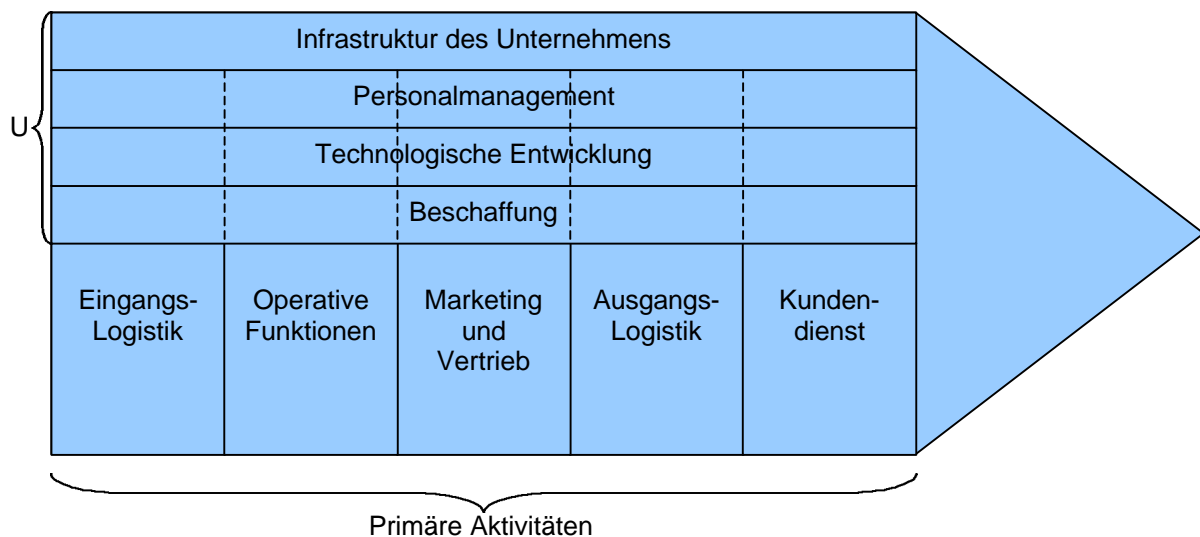 Infrastruktur des Unternehmens
Personalmanagement
U
Technologische Entwicklung
Beschaffung
Eingangs-
Logistik
Operative
Funktionen
Marketing
und
Vertrieb
Ausgangs-
Logistik
Kunden-
dienst
Primäre Aktivitäten